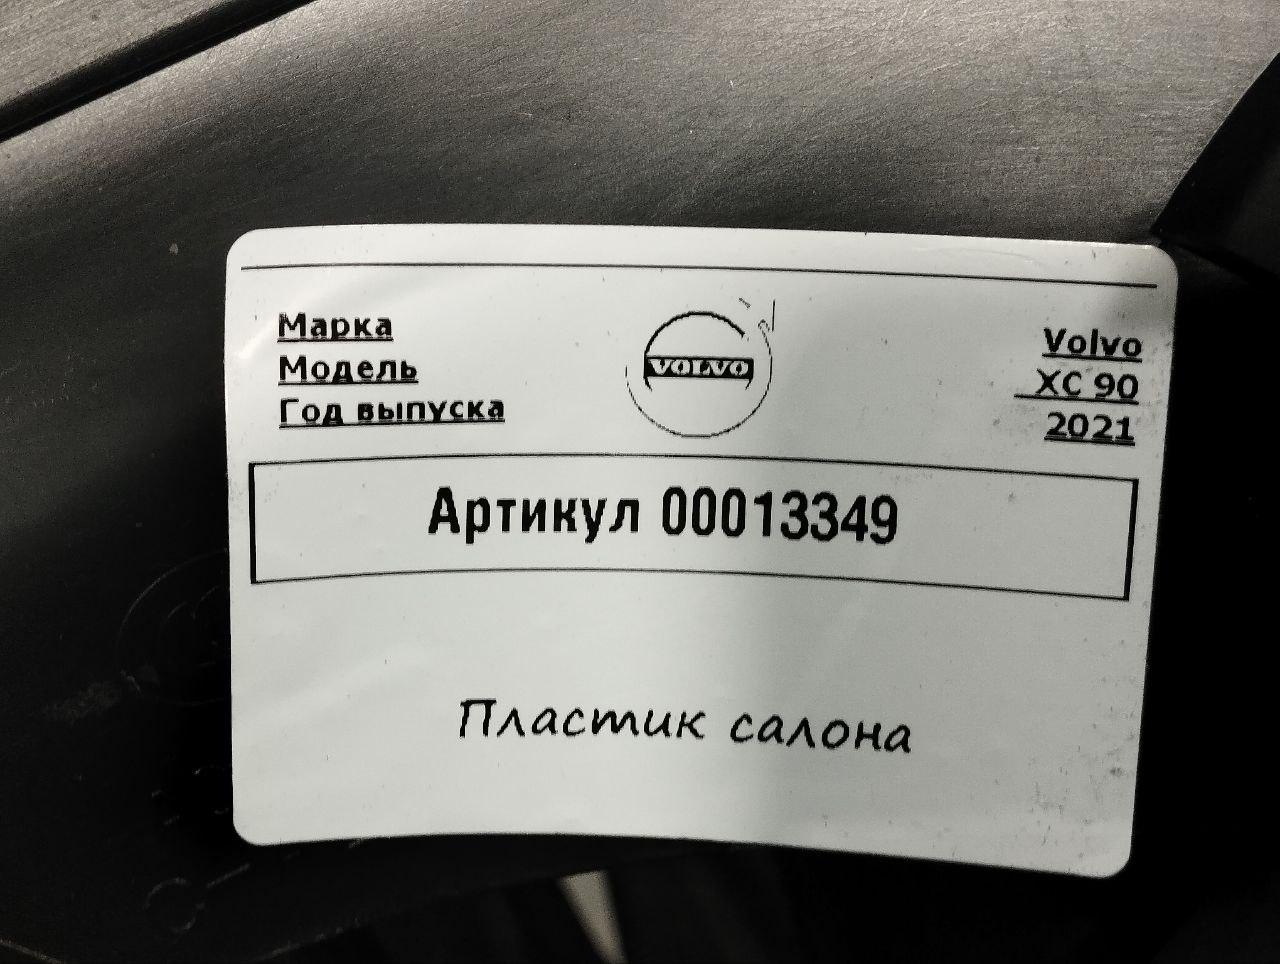 Марка
Модель
Год выпуска
VOLVO
Volvo
XC 90
2021
Артикул 00013349
Пластик салона